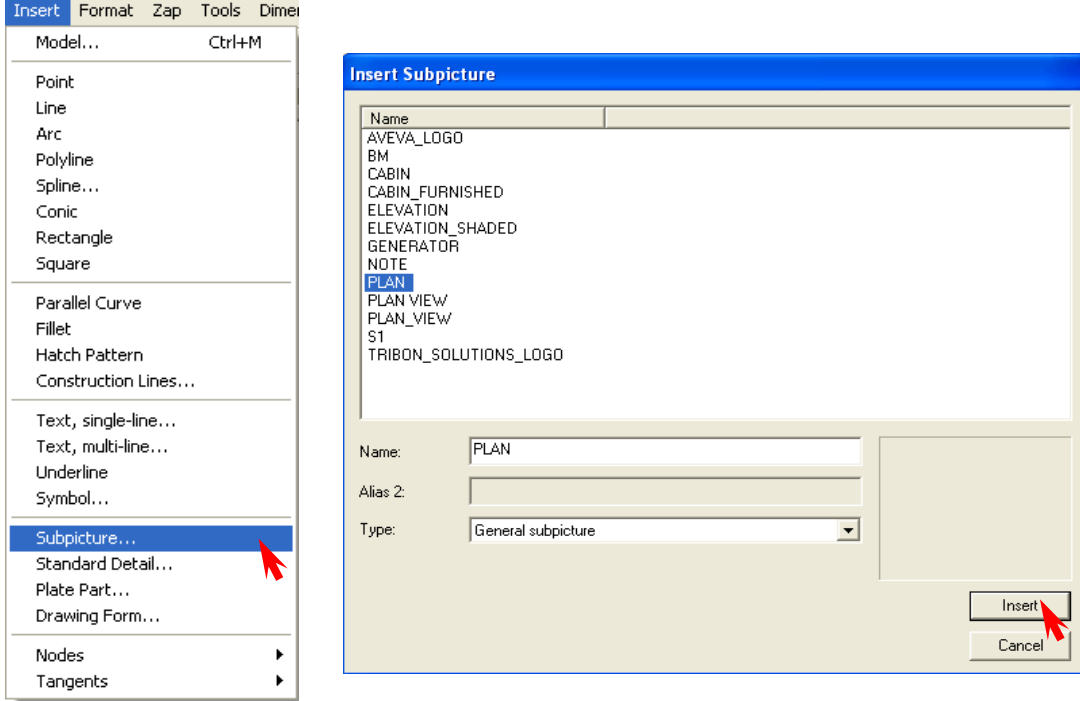 Insert Format Zap Tools Dimen
Model... Ctrl+M
Point
Line
Arc
Polyline
Spline...
Conic
Rectangle
Square
Parallel Curve
Fillet
Hatch Pattern
Construction Lines...
Text, single-line...
Text, multi-line...
Underline
Symbol...
Subpicture...
Standard Detail...
Plate Part...
Drawing Form...
Nodes
Tangents
Insert Subpicture
Name
AVEVA_LOGO
BM
CABIN
CABIN_FURNISHED
ELEVATION
ELEVATION_SHADED
GENERATOR
NOTE
PLAN
PLAN VIEW
PLAN_VIEW
S1
TRIBON_SOLUTIONS_LOGO
Name: PLAN
Alias 2:
Type: General subpicture
Insert
Cancel